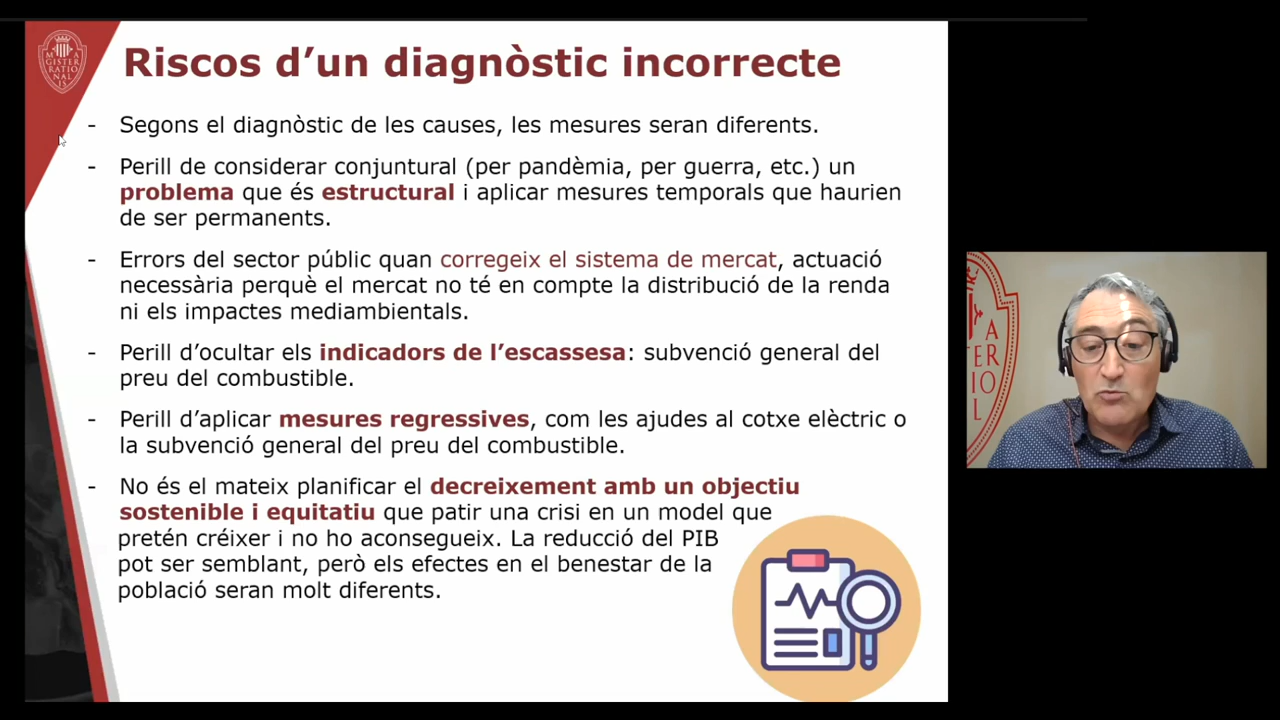 Riscos d’un diagnòstic incorrecte
- Segons el diagnòstic de les causes, les mesures seran diferents.
- Perill de considerar conjuntural (per pandèmia, per guerra, etc.) un
problema que és estructural i aplicar mesures temporals que haurien
de ser permanents.
- Errors del sector públic quan corregeix el sistema de mercat, actuació
necessària perquè el mercat no té en compte la distribució de la renda
ni els impactes mediambientals.
- Perill d’ocultar els indicadors de l’escassesa: subvenció general del
preu del combustible.
- Perill d’aplicar mesures regressives, com les ajudes al cotxe elèctric o
la subvenció general del preu del combustible.
- No és el mateix planificar el decreixement amb un objectiu
sostenible i equitatiu que patir una crisi en un model que
pretén créixer i no ho aconsegueix. La reducció del PIB
pot ser semblant, però els efectes en el benestar de la
població seran molt diferents.